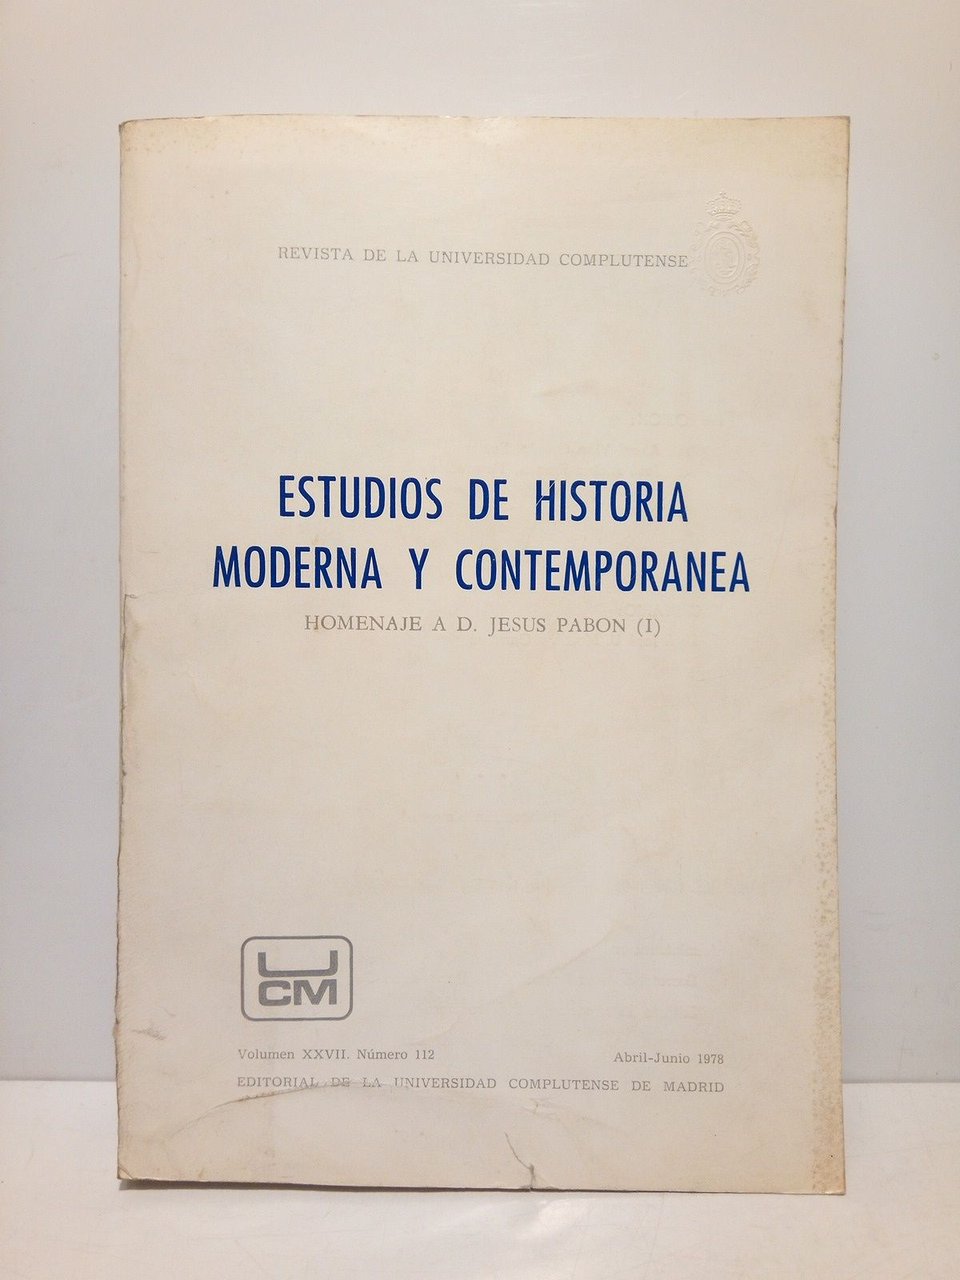 REVISTA DE LA UNIVERSIDAD COMPLUTENSE
ESTUDIOS DE HISTORIA
MODERNA Y CONTEMPORANEA
HOMENAJE A D. JESUS PABON (I)
UCM
Volumen XXVII. Número 112
Abril-Junio 1978
EDITORIAL DE LA UNIVERSIDAD COMPLUTENSE DE MADRID